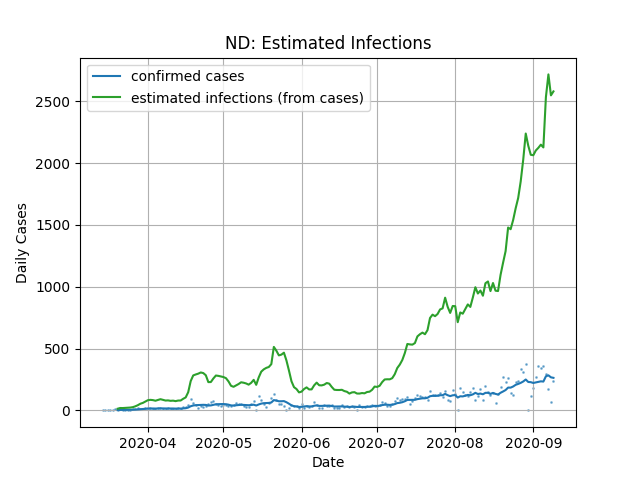 ND: Estimated Infections
confirmed cases
estimated infections (from cases)
2500
2000
1500
1000
500
0
Daily Cases
2020-04 2020-05 2020-06 2020-07 2020-08 2020-09
Date